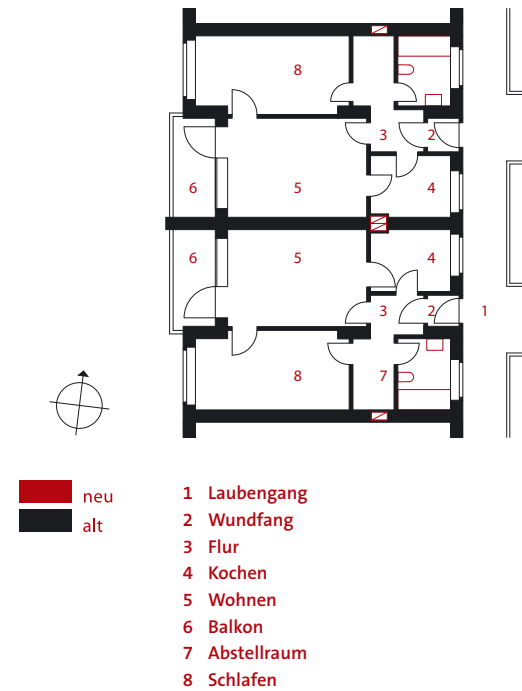 8
3
2
6
5
4
6
5
4
3
2
1
8
7
neu
alt
1 Laubengang
2 Wundfang
3 Flur
4 Kochen
5 Wohnen
6 Balkon
7 Abstellraum
8 Schlafen